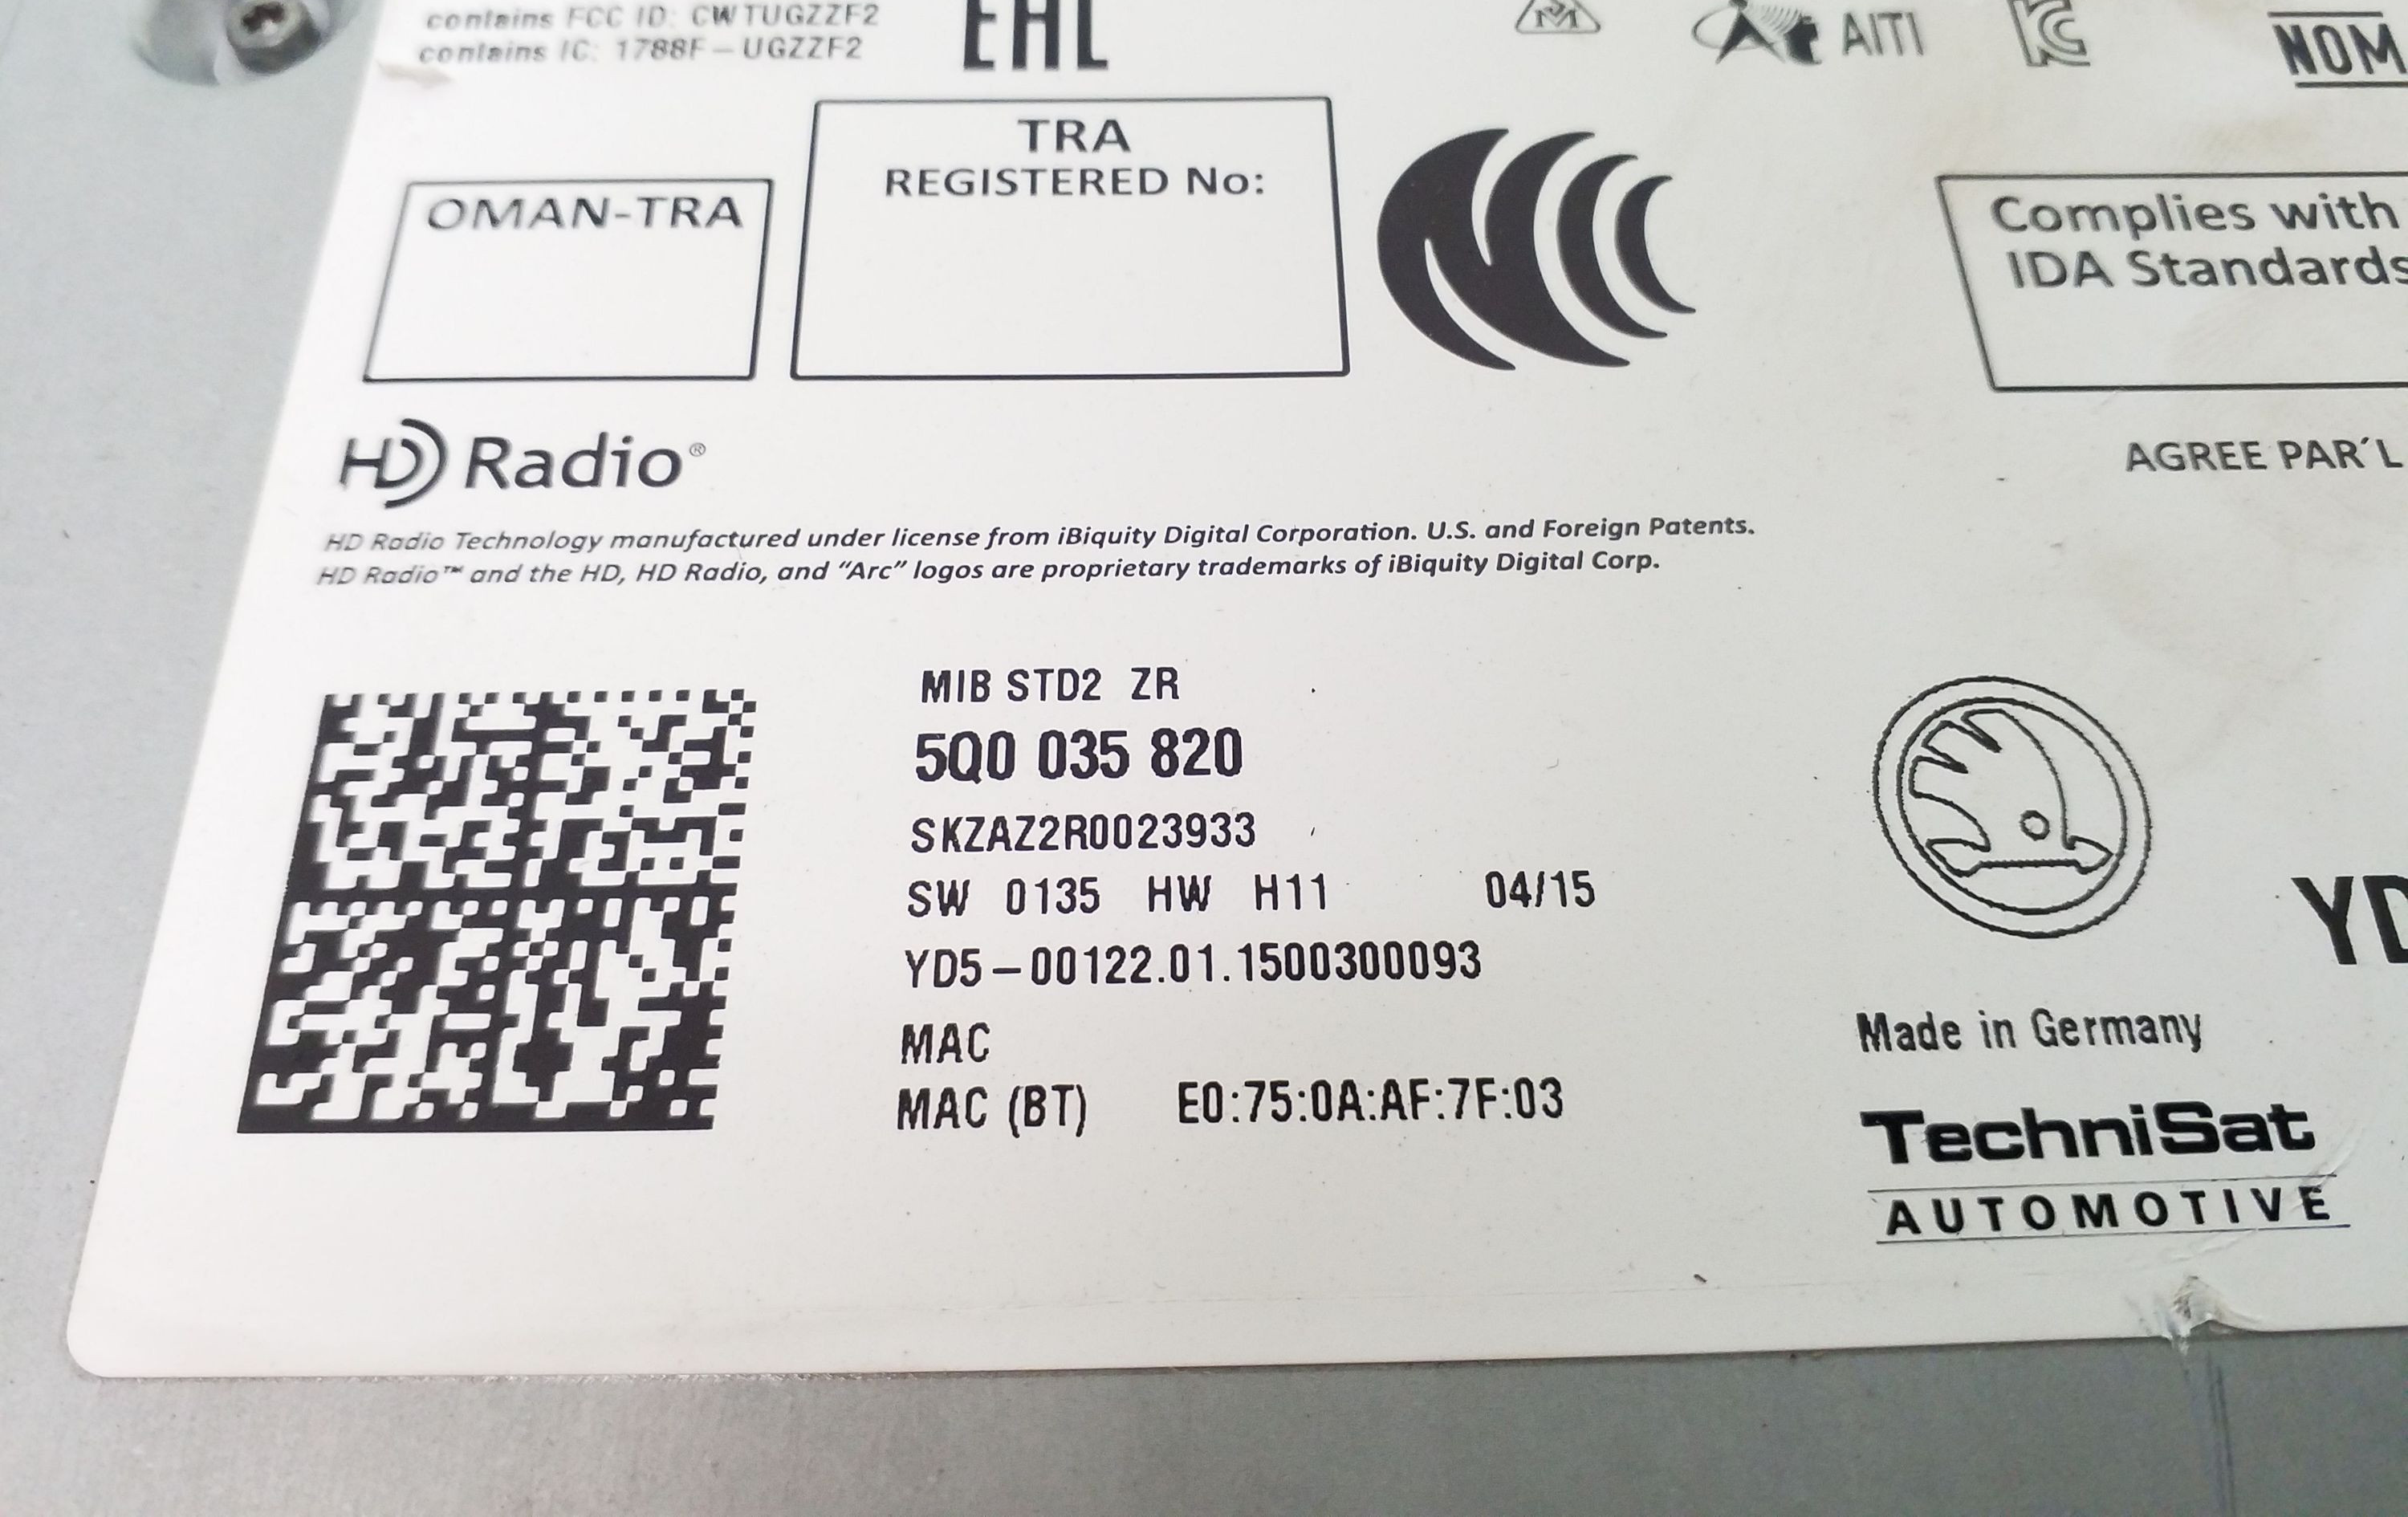 contains FCC ID: CWTUGZZF2
contains IC: 1788F-UGZZF2
EAC
AITI
NOM
TRA
REGISTERED No:
OMAN-TRA
Complies with
IDA Standards
HD Radio®
AGREE PAR´L
HD Radio Technology manufactured under license from iBiquity Digital Corporation. U.S. and Foreign Patents.
HD Radio™ and the HD, HD Radio, and “Arc” logos are proprietary trademarks of iBiquity Digital Corp.
MIB STD2 ZR
5Q0 035 820
SKZAZ2R0023933
SW 0135 HW H11 04/15
YD5-00122.01.1500300093
YD
MAC
MAC (BT) E0:75:0A:AF:7F:03
Made in Germany
TechniSat
AUTOMOTIVE